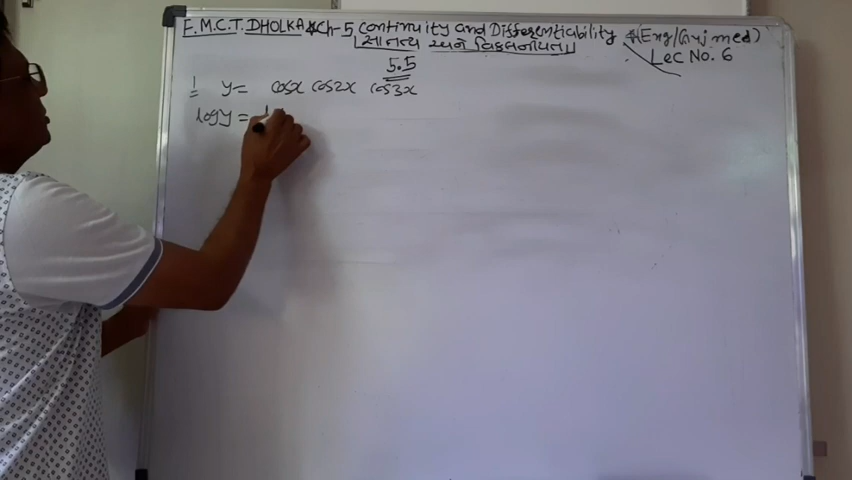 F.M.C.T. DHOLKA * Ch-5 Continuity and Differentiability * (Eng/Guj med)
સાતત્ય અને વિકલનીયતા Lec No. 6
5.5
1 y = cosx cos2x cos3x
logy =